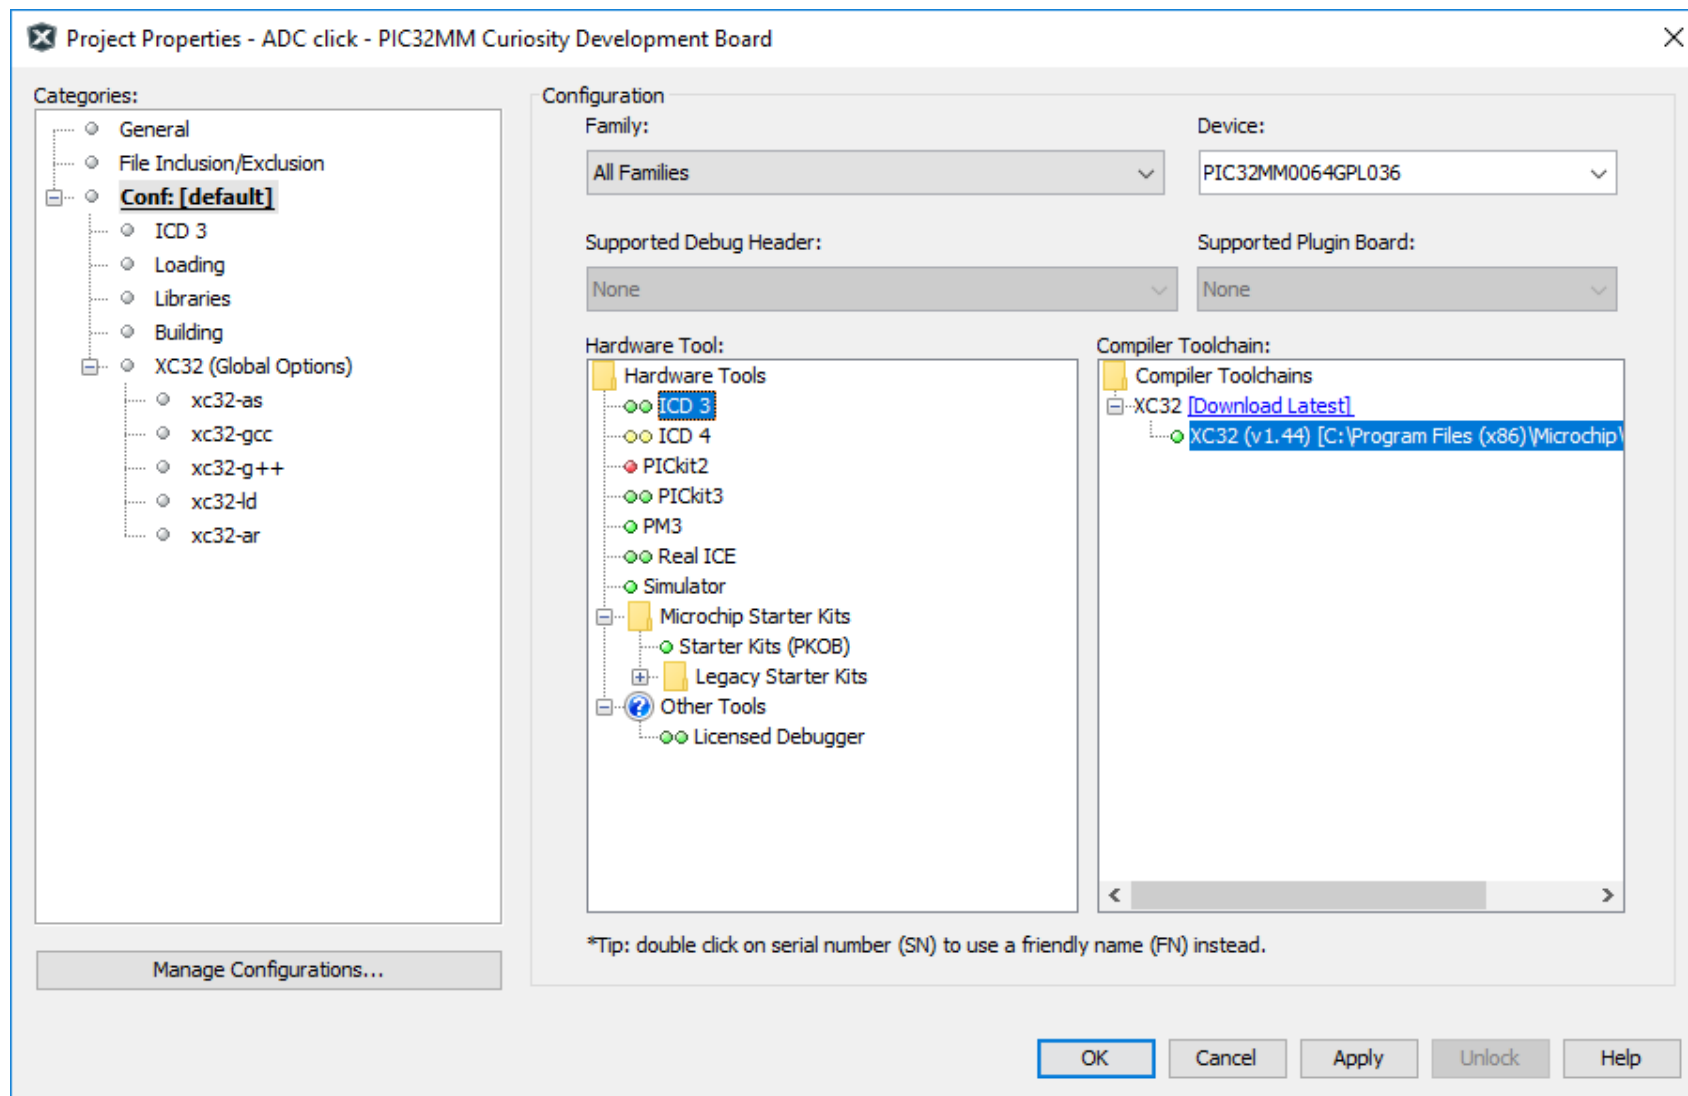 Project Properties - ADC click - PIC32MM Curiosity Development Board
Categories:
General
File Inclusion/Exclusion
Conf: [default]
ICD 3
Loading
Libraries
Building
XC32 (Global Options)
xc32-as
xc32-gcc
xc32-g++
xc32-ld
xc32-ar
Manage Configurations...
Configuration
Family:
All Families
Device:
PIC32MM0064GPL036
Supported Debug Header:
None
Supported Plugin Board:
None
Hardware Tool:
Hardware Tools
ICD 3
ICD 4
PICkit2
PICkit3
PM3
Real ICE
Simulator
Microchip Starter Kits
Starter Kits (PKOB)
Legacy Starter Kits
Other Tools
Licensed Debugger
Compiler Toolchain:
Compiler Toolchains
XC32 [Download Latest]
XC32 (v1.44) [C:\Program Files (x86)\Microchip\
*Tip: double click on serial number (SN) to use a friendly name (FN) instead.
OK
Cancel
Apply
Unlock
Help